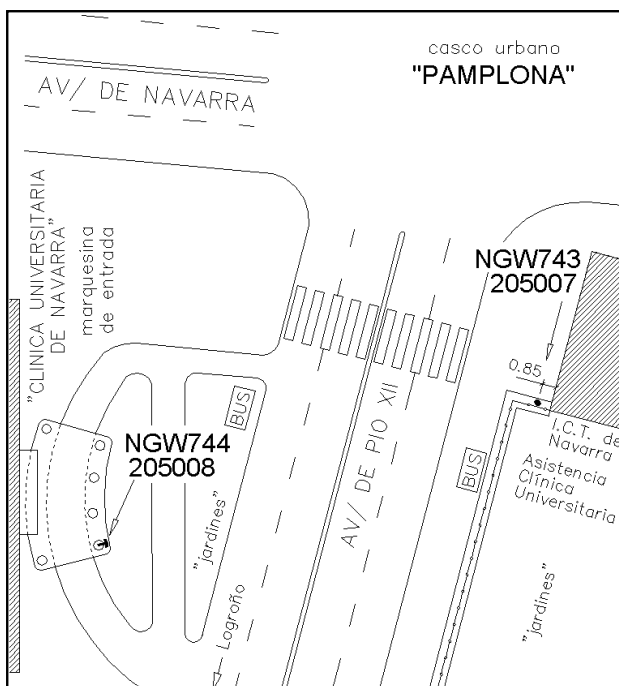 casco urbano
"PAMPLONA"
AV/ DE NAVARRA
"CLINICA UNIVERSITARIA
DE NAVARRA"
marquesina
de entrada
NGW743
205007
0.85
I.C.T. de
Navarra
Asistencia
Clínica
Universitaria
BUS
BUS
AV/ DE PIO XII
NGW744
205008
"jardines"
Logroño
"jardines"